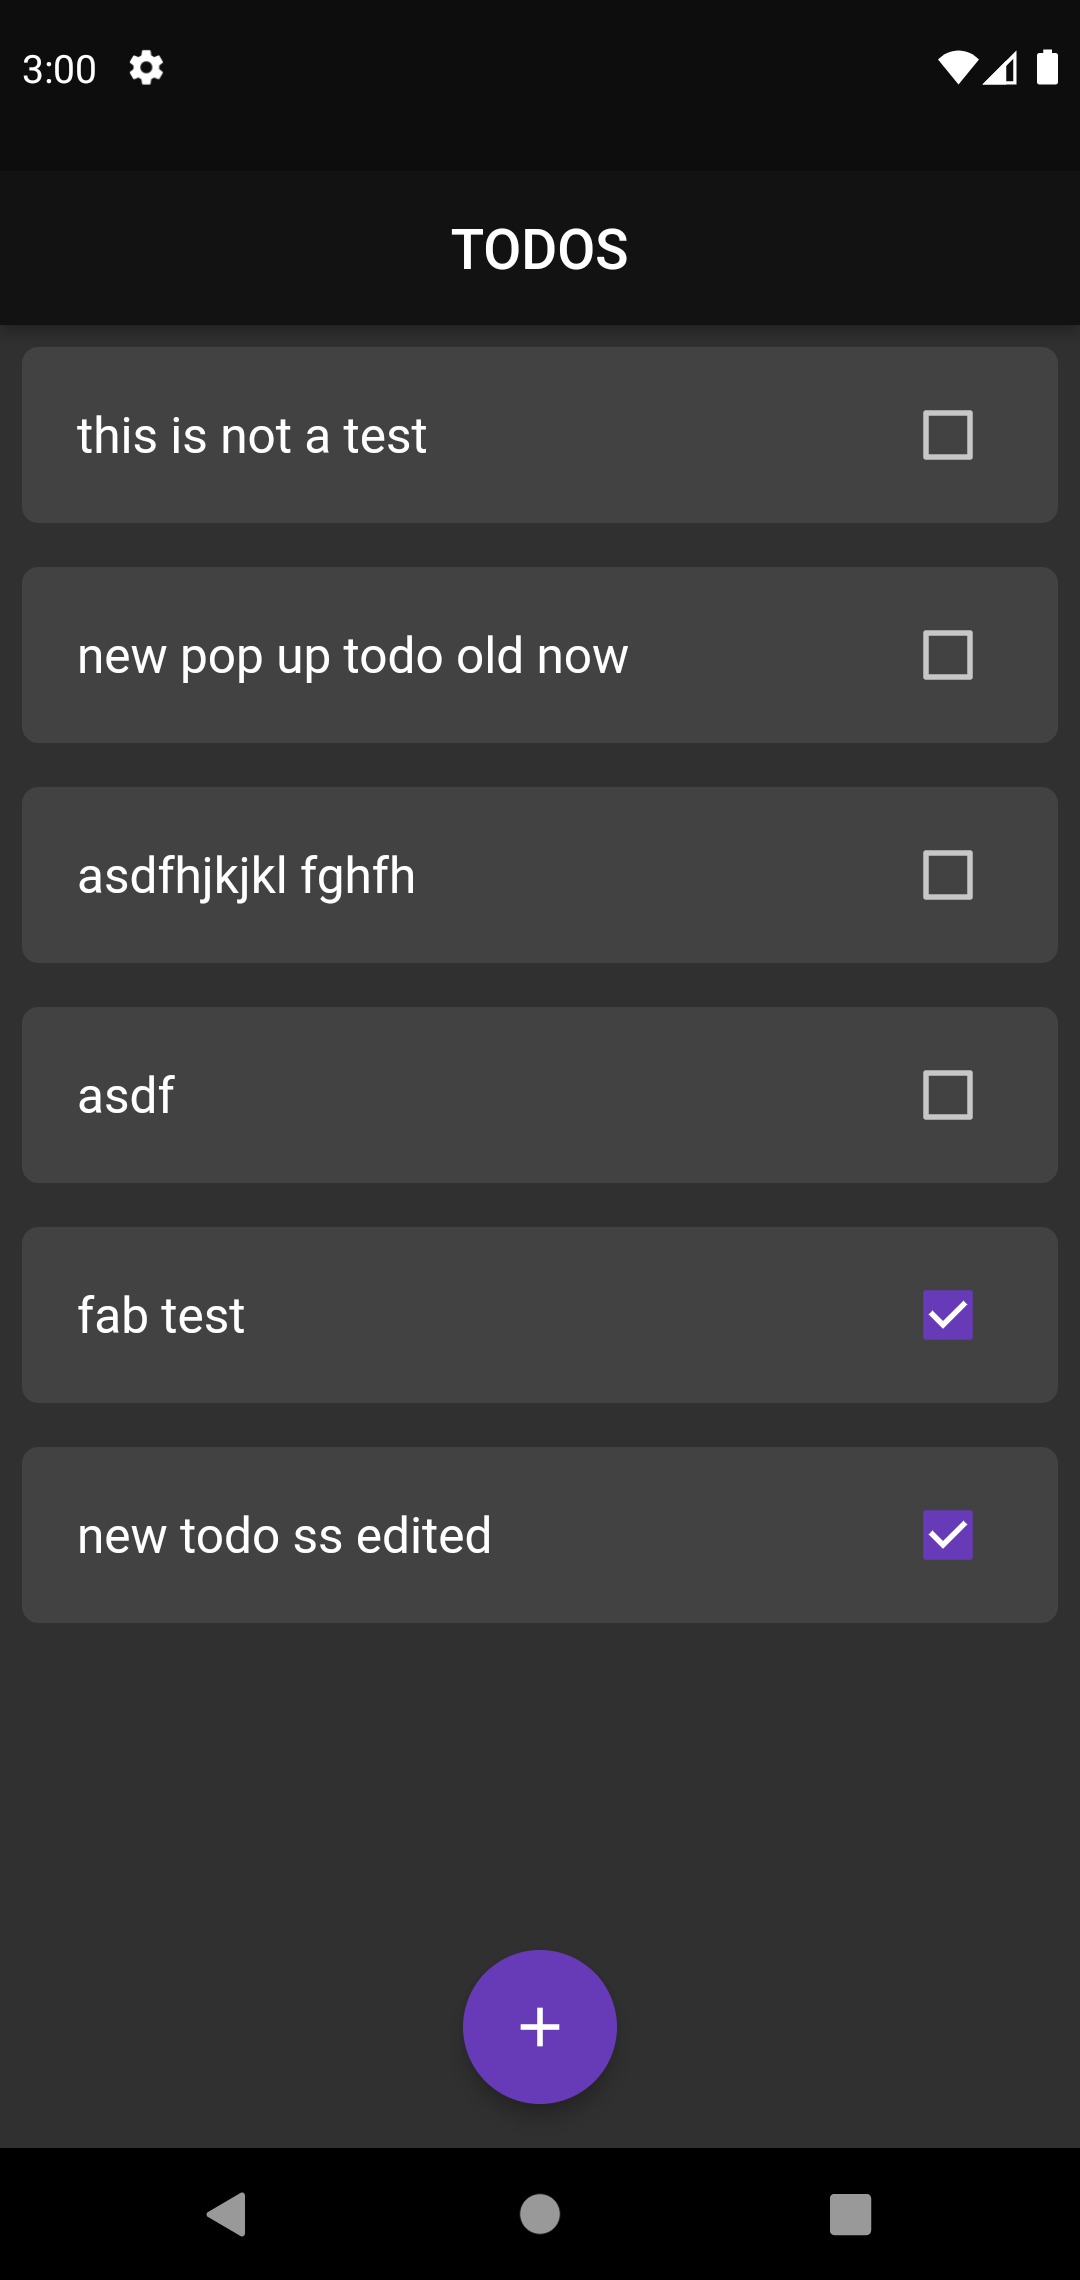 3:00
TODOS
this is not a test
new pop up todo old now
asdfhjkjkl fghfh
asdf
fab test
new todo ss edited